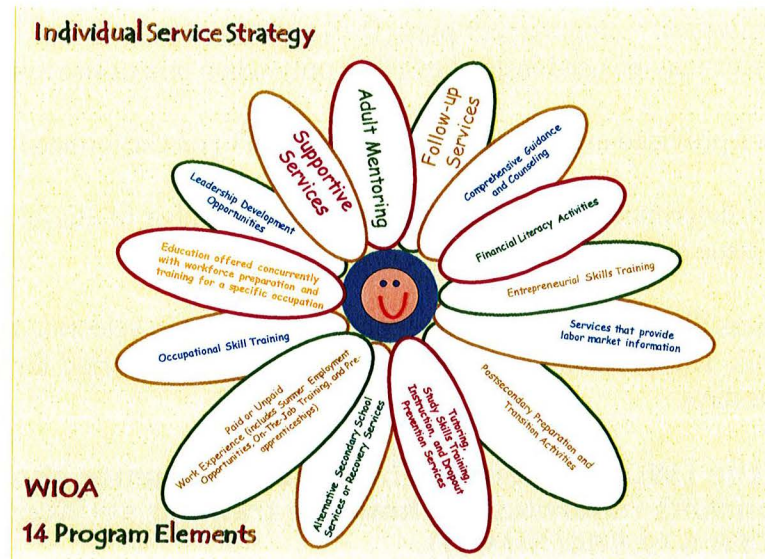 Individual Service Strategy
Adult Mentoring
Follow-up
Services
Comprehensive Guidance
and Counseling
Financial Literacy Activities
Entrepreneurial Skills Training
Services that provide
labor market information
Postsecondary Preparation and
Transition Activities
Tutoring,
Study Skills Training,
Instruction, and Dropout
Prevention Services
Alternative Secondary School
Services or Recovery Services
Paid or Unpaid
Work Experience (includes Summer Employment
Opportunities, On-The-Job Training, and Pre-
apprenticeships)
Occupational Skill Training
Education offered concurrently
with workforce preparation and
training for a specific occupation
Leadership Development
Opportunities
Supportive
Services
WIOA
14 Program Elements